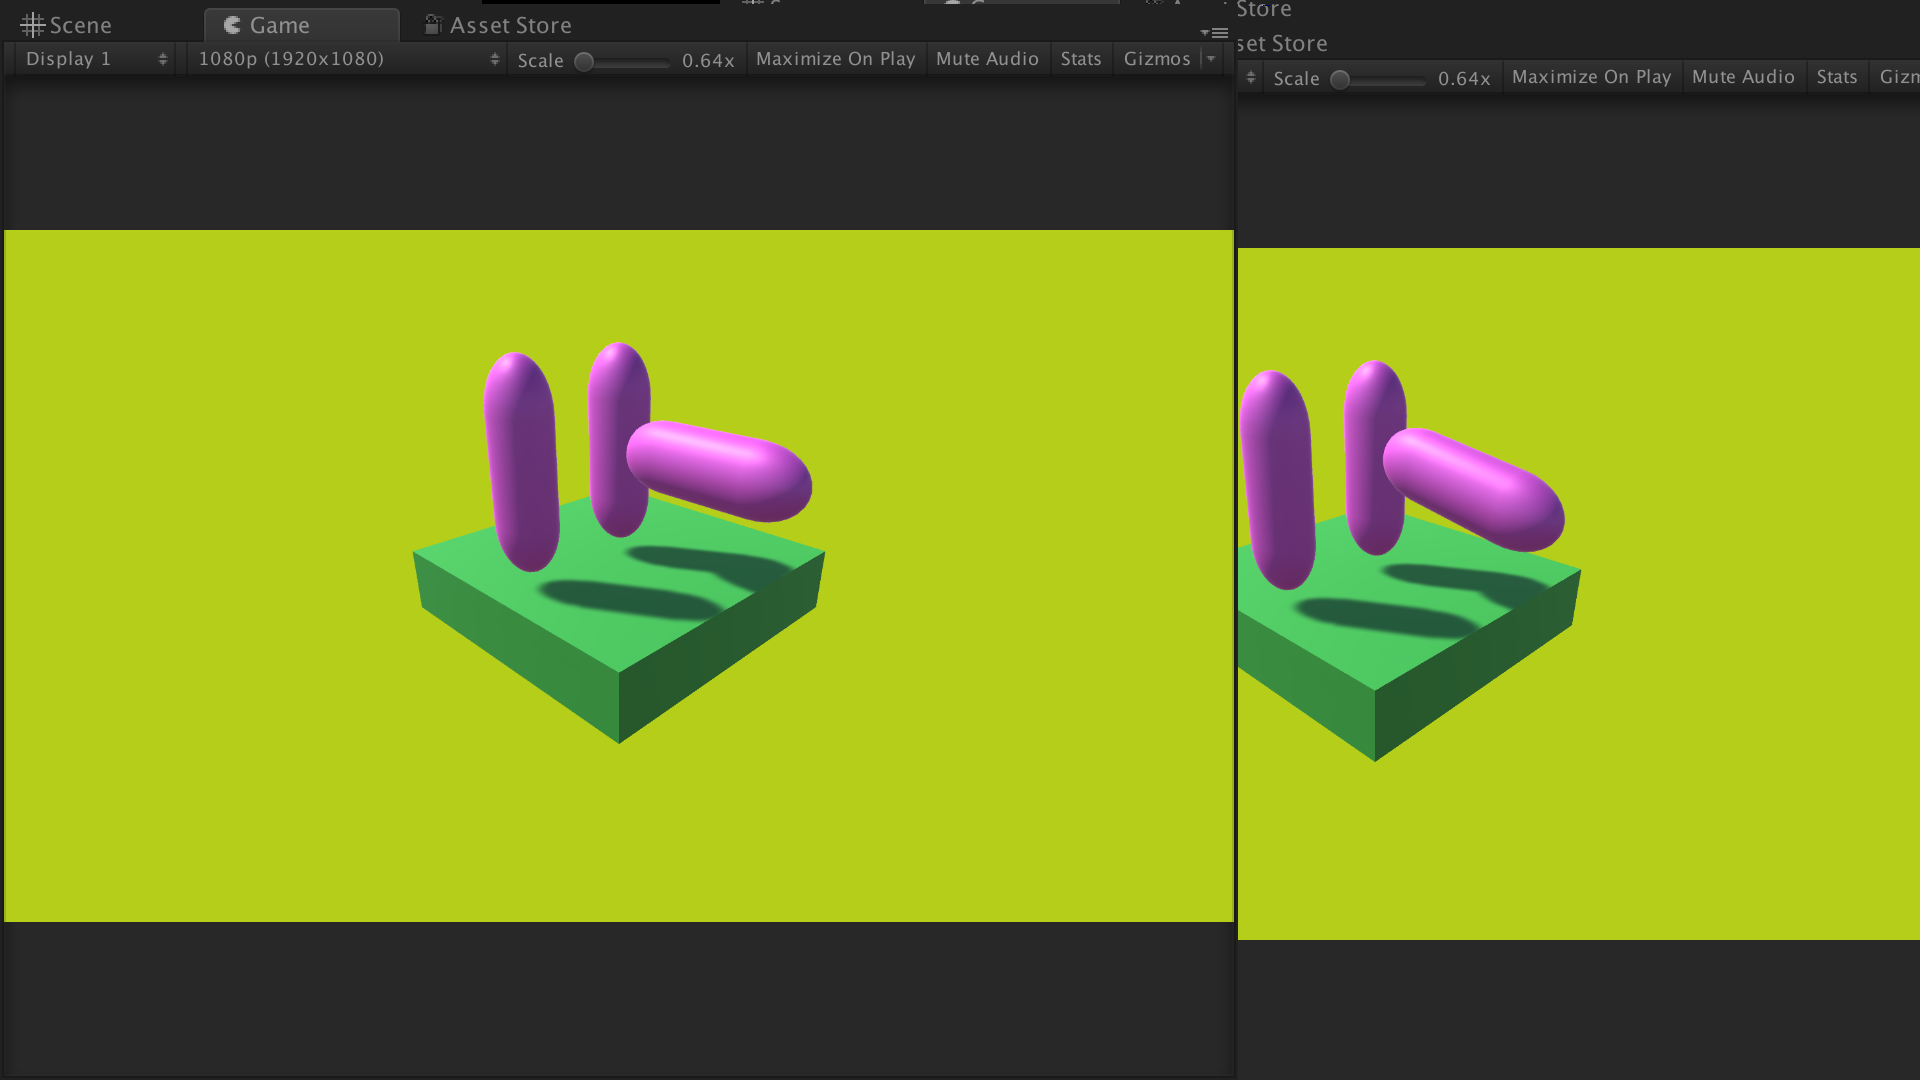 Store
Scene Game Asset Store
set Store
Display 1 1080p (1920x1080) Scale 0.64x Maximize On Play Mute Audio Stats Gizmos
Scale 0.64x Maximize On Play Mute Audio Stats